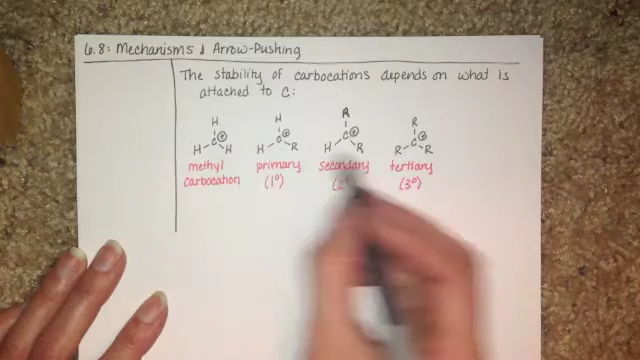 6.8: Mechanisms & Arrow-Pushing
The stability of carbocations depends on what is
attached to C:
H H R R
C⊕ C⊕ C⊕ C⊕
H H H R H R R R
methyl primary secondary tertiary
carbocation (1°) (2°) (3°)